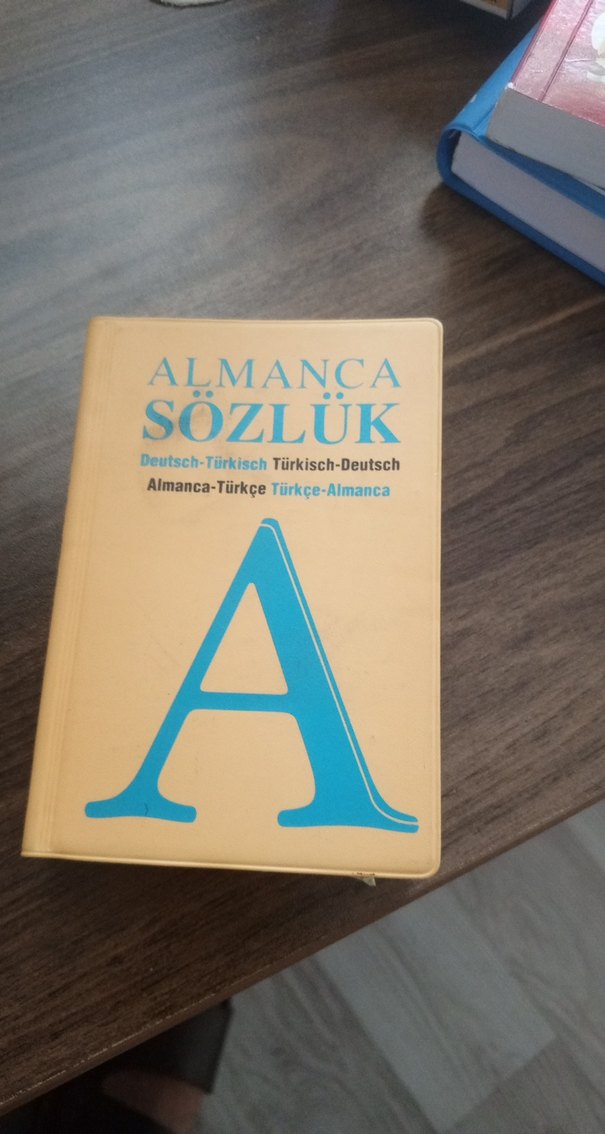 ALMANCA
SÖZLÜK
Deutsch-Türkisch Türkisch-Deutsch
Almanca-Türkçe Türkçe-Almanca
A